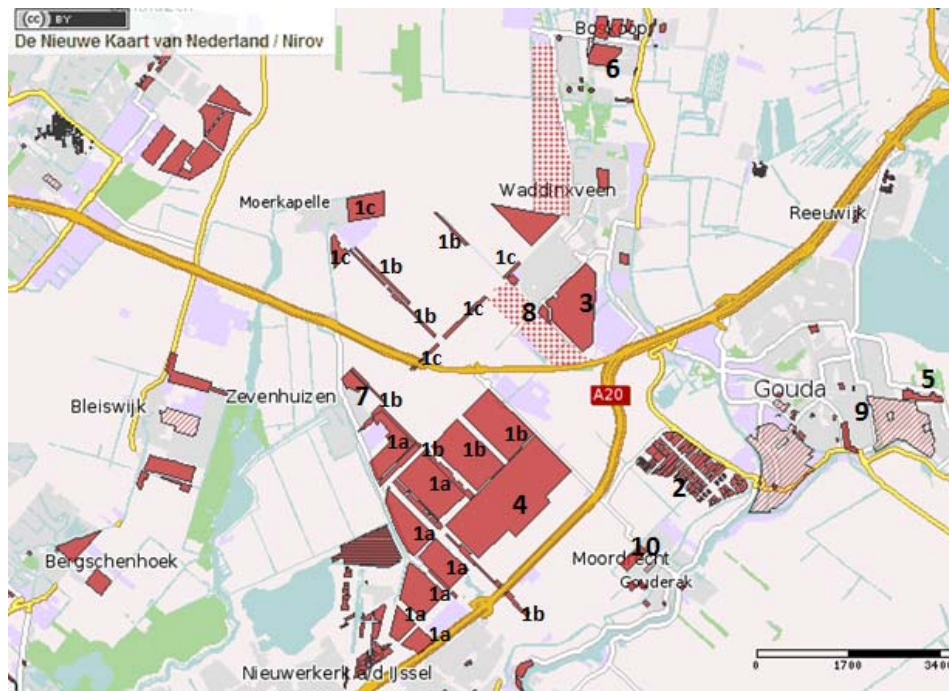 cc BY
De Nieuwe Kaart van Nederland / Nirov
6
Waddinxveen
Moerkapelle
1c
Reeuwijk
1b
1c
1b
1c
1c
8
3
1b
1c
A20
Gouda
5
7
1b
9
Zevenhuizen
Bleiswijk
1a
1b
1b
1b
1a
2
4
1a
10
Moordrecht
Bergschenhoek
1a
Gouderak
1a
1a
1a
1b
Nieuwerkerk a/d IJssel
0 1700 3400